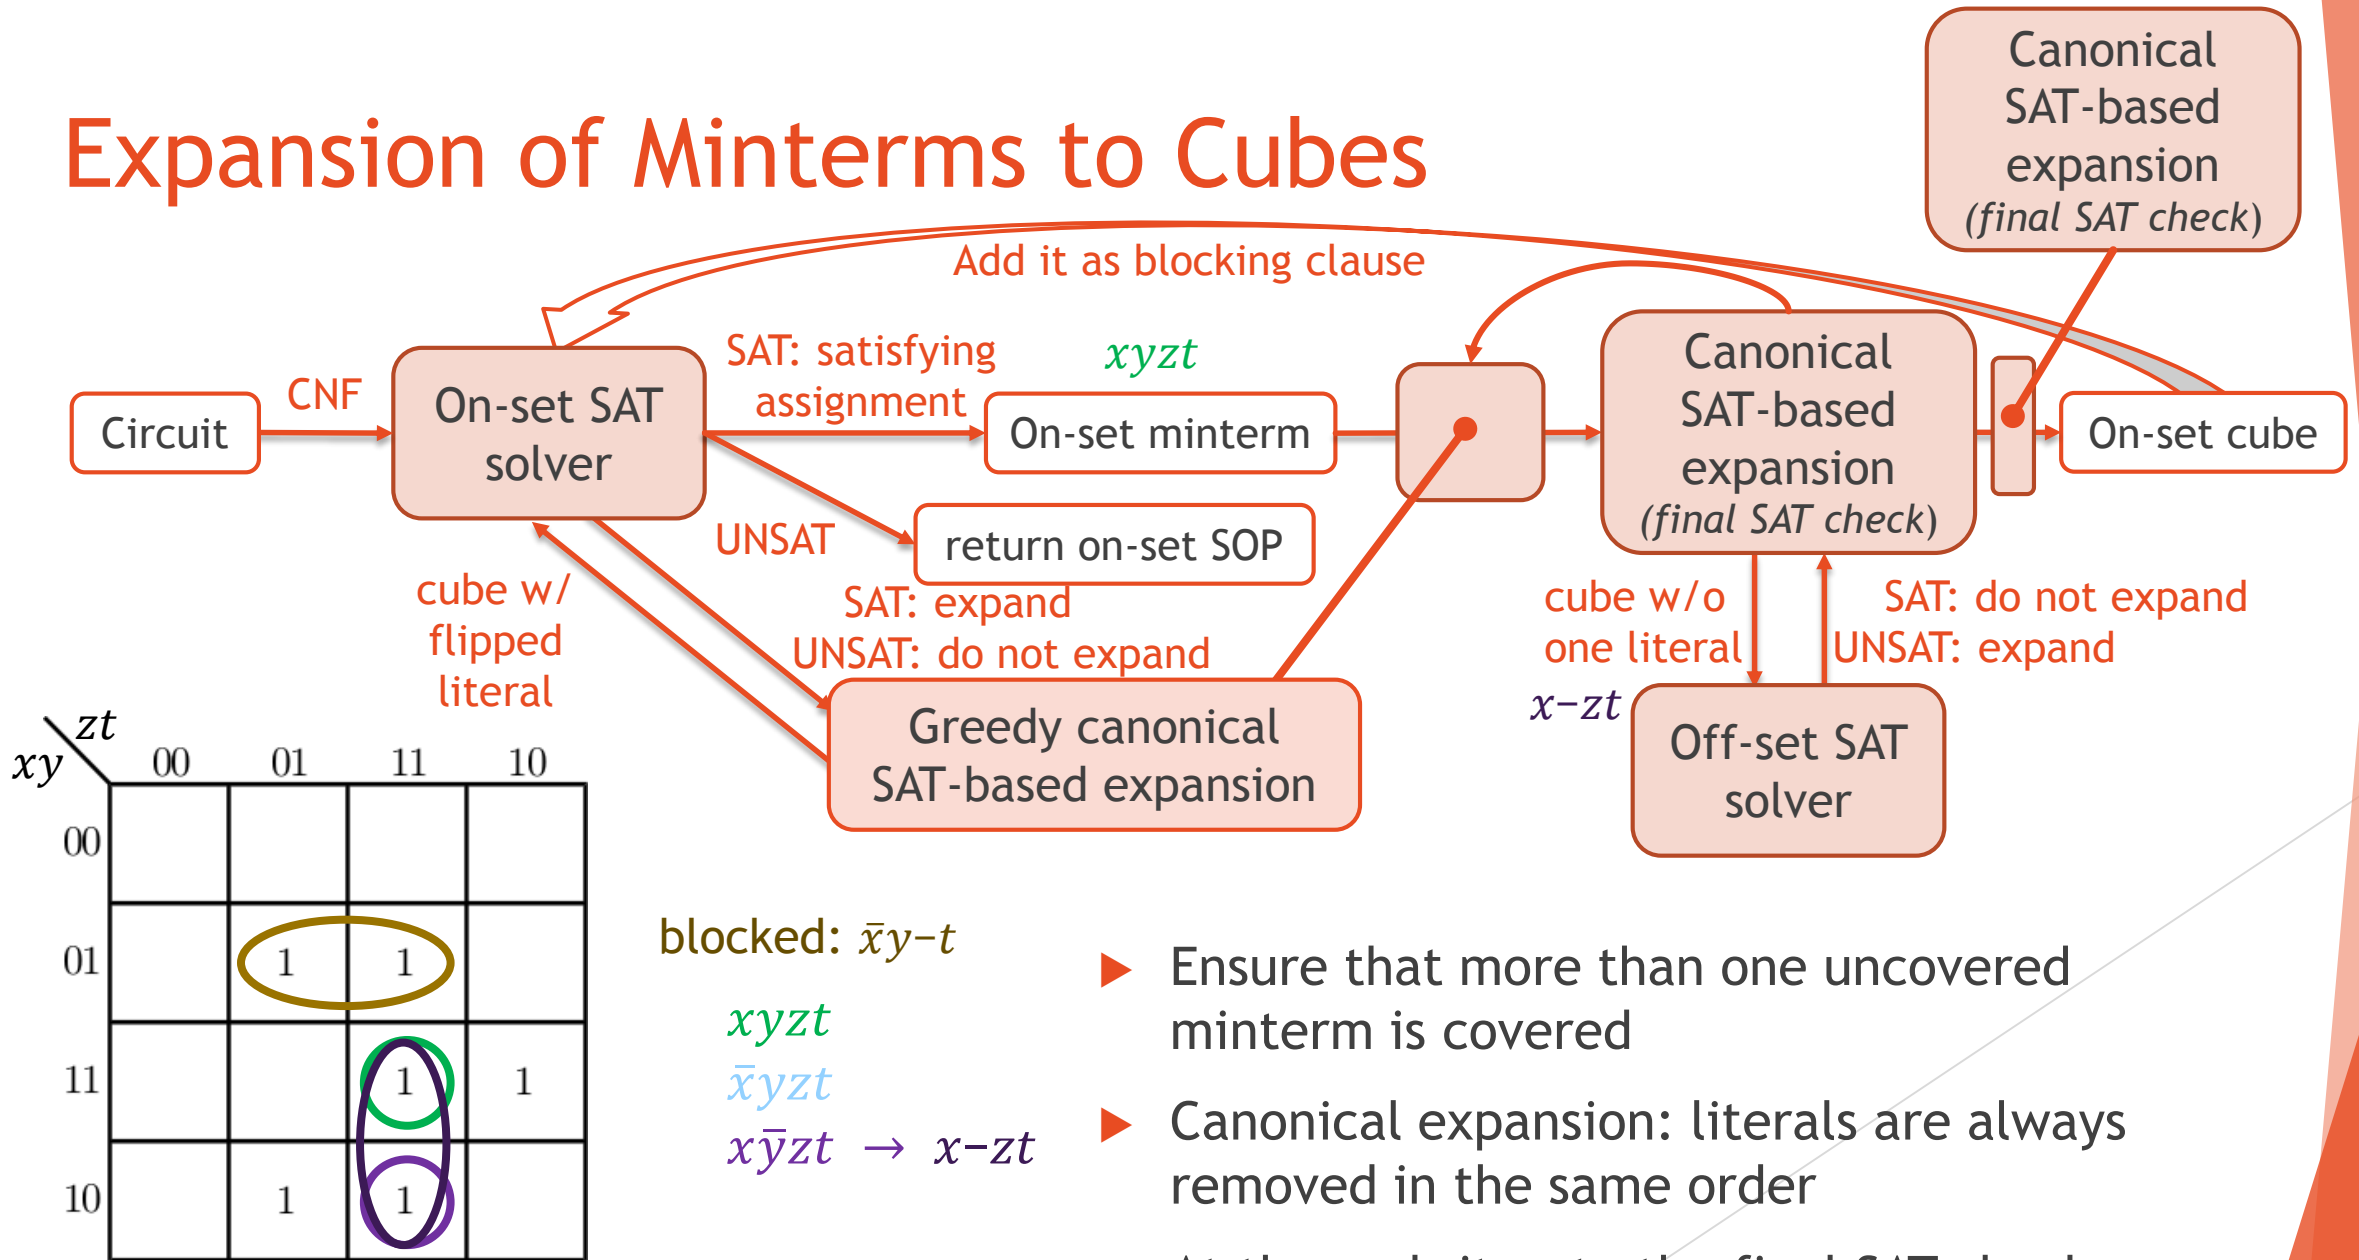 Canonical
SAT-based
expansion
(final SAT check)
Expansion of Minterms to Cubes
Add it as blocking clause
Circuit
CNF
On-set SAT
solver
SAT: satisfying
assignment
xyzt
On-set minterm
UNSAT
return on-set SOP
Canonical
SAT-based
expansion
(final SAT check)
On-set cube
cube w/
flipped
literal
SAT: expand
UNSAT: do not expand
Greedy canonical
SAT-based expansion
cube w/o
one literal
x−zt
SAT: do not expand
UNSAT: expand
Off-set SAT
solver
zt
xy
00 01 11 10
00
01 1 1
11 1 1
10 1 1
blocked: x̄y−t
xyzt
x̄yzt
xȳzt → x−zt
Ensure that more than one uncovered
minterm is covered
Canonical expansion: literals are always
removed in the same order